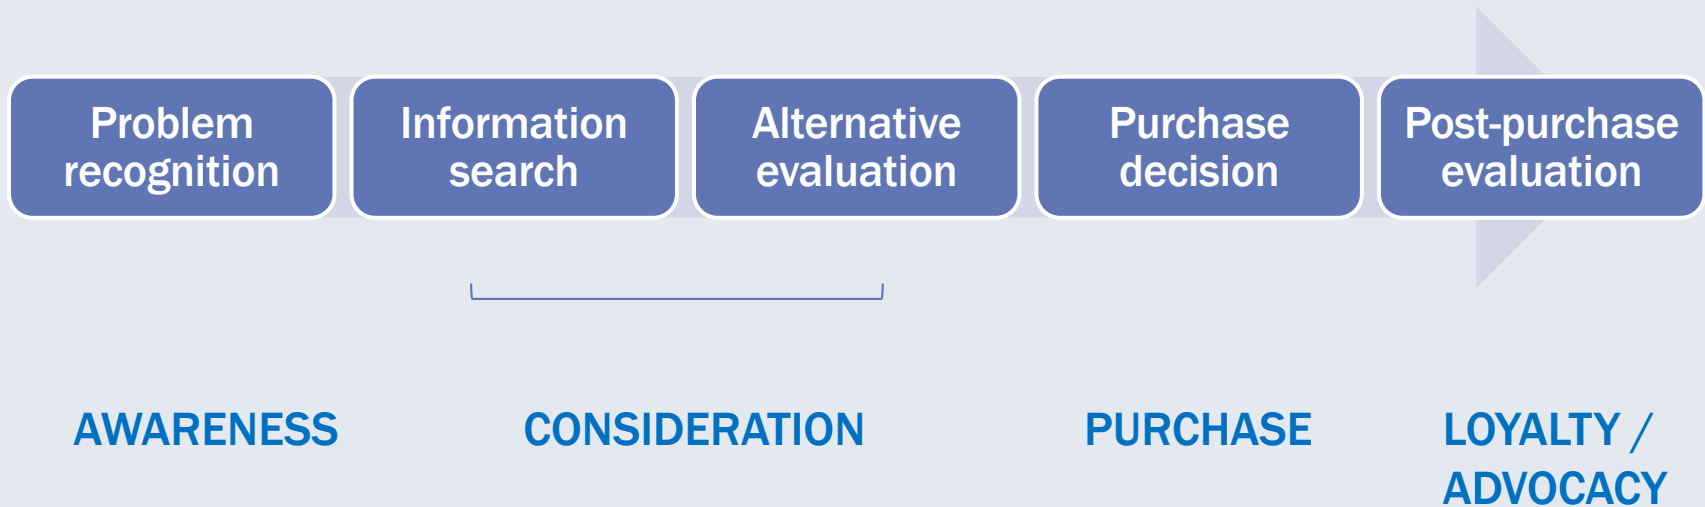 Problem
recognition
Information
search
Alternative
evaluation
Purchase
decision
Post-purchase
evaluation
AWARENESS
CONSIDERATION
PURCHASE
LOYALTY /
ADVOCACY